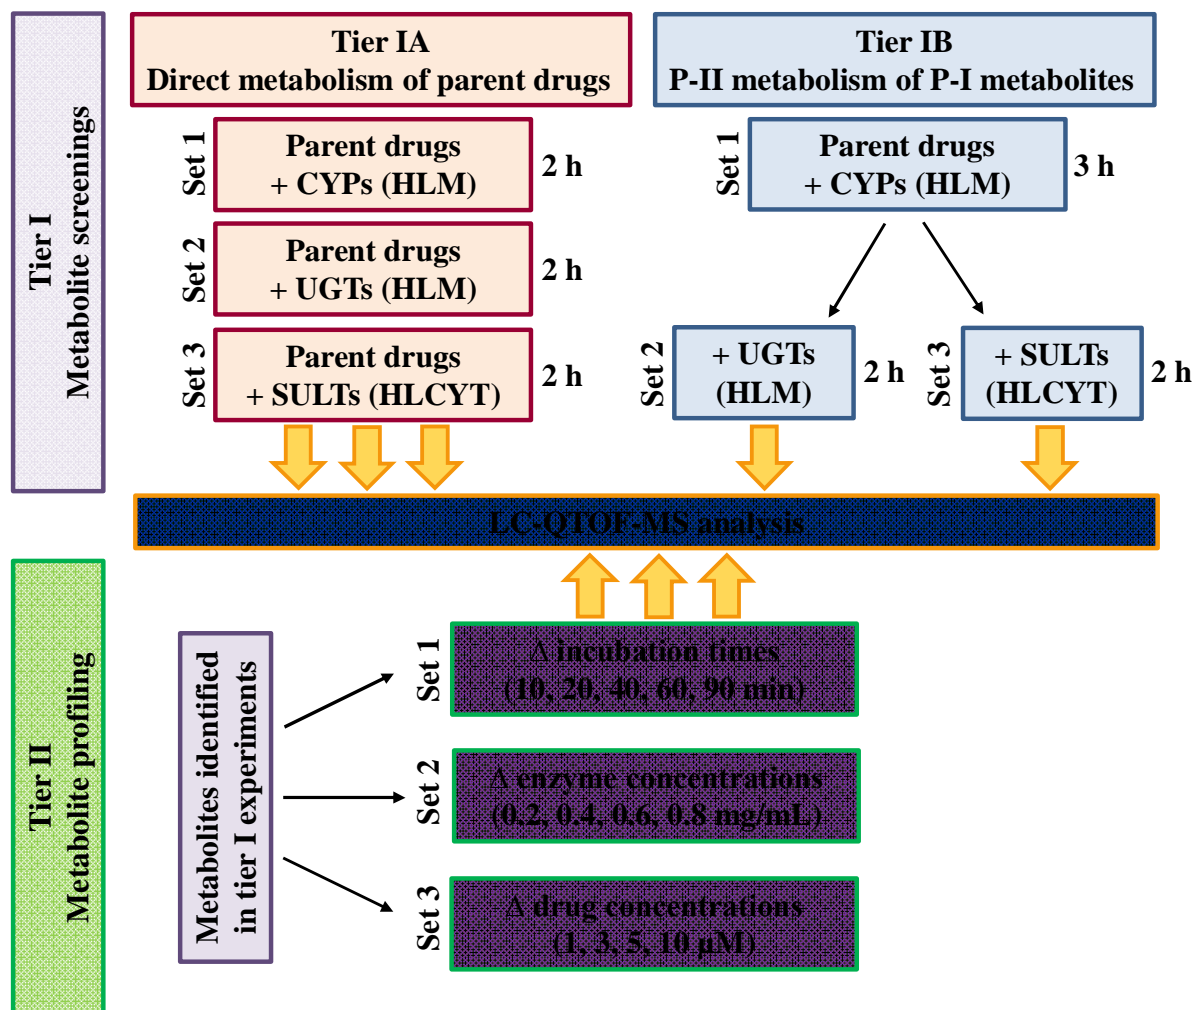 Tier I
Metabolite screenings
Tier IA
Direct metabolism of parent drugs
Set 1
Parent drugs
+ CYPs (HLM)
2 h
Set 2
Parent drugs
+ UGTs (HLM)
2 h
Set 3
Parent drugs
+ SULTs (HLCYT)
2 h
Tier IB
P-II metabolism of P-I metabolites
Set 1
Parent drugs
+ CYPs (HLM)
3 h
Set 2
+ UGTs
(HLM)
2 h
Set 3
+ SULTs
(HLCYT)
2 h
LC-QTOF-MS analysis
Tier II
Metabolite profiling
Metabolites identified
in tier I experiments
Set 1
Δ incubation times
(10, 20, 40, 60, 90 min)
Set 2
Δ enzyme concentrations
(0.2, 0.4, 0.6, 0.8 mg/mL)
Set 3
Δ drug concentrations
(1, 3, 5, 10 µM)